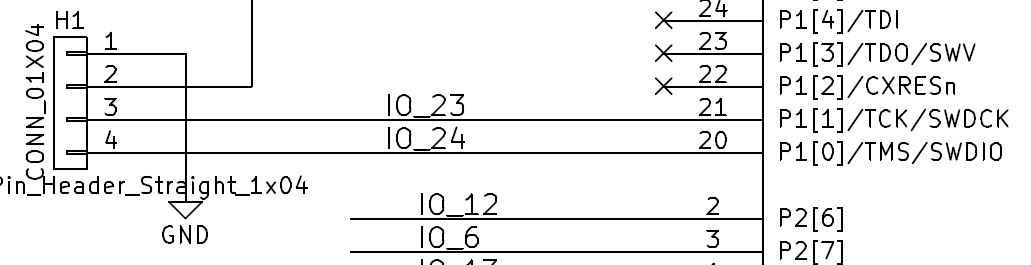 H1
CONN_01X04
1
2
3
4
Pin_Header_Straight_1x04
GND
IO_23
IO_24
IO_12
IO_6
24 P1[4]/TDI
23 P1[3]/TDO/SWV
22 P1[2]/CXRESn
21 P1[1]/TCK/SWDCK
20 P1[0]/TMS/SWDIO
2 P2[6]
3 P2[7]